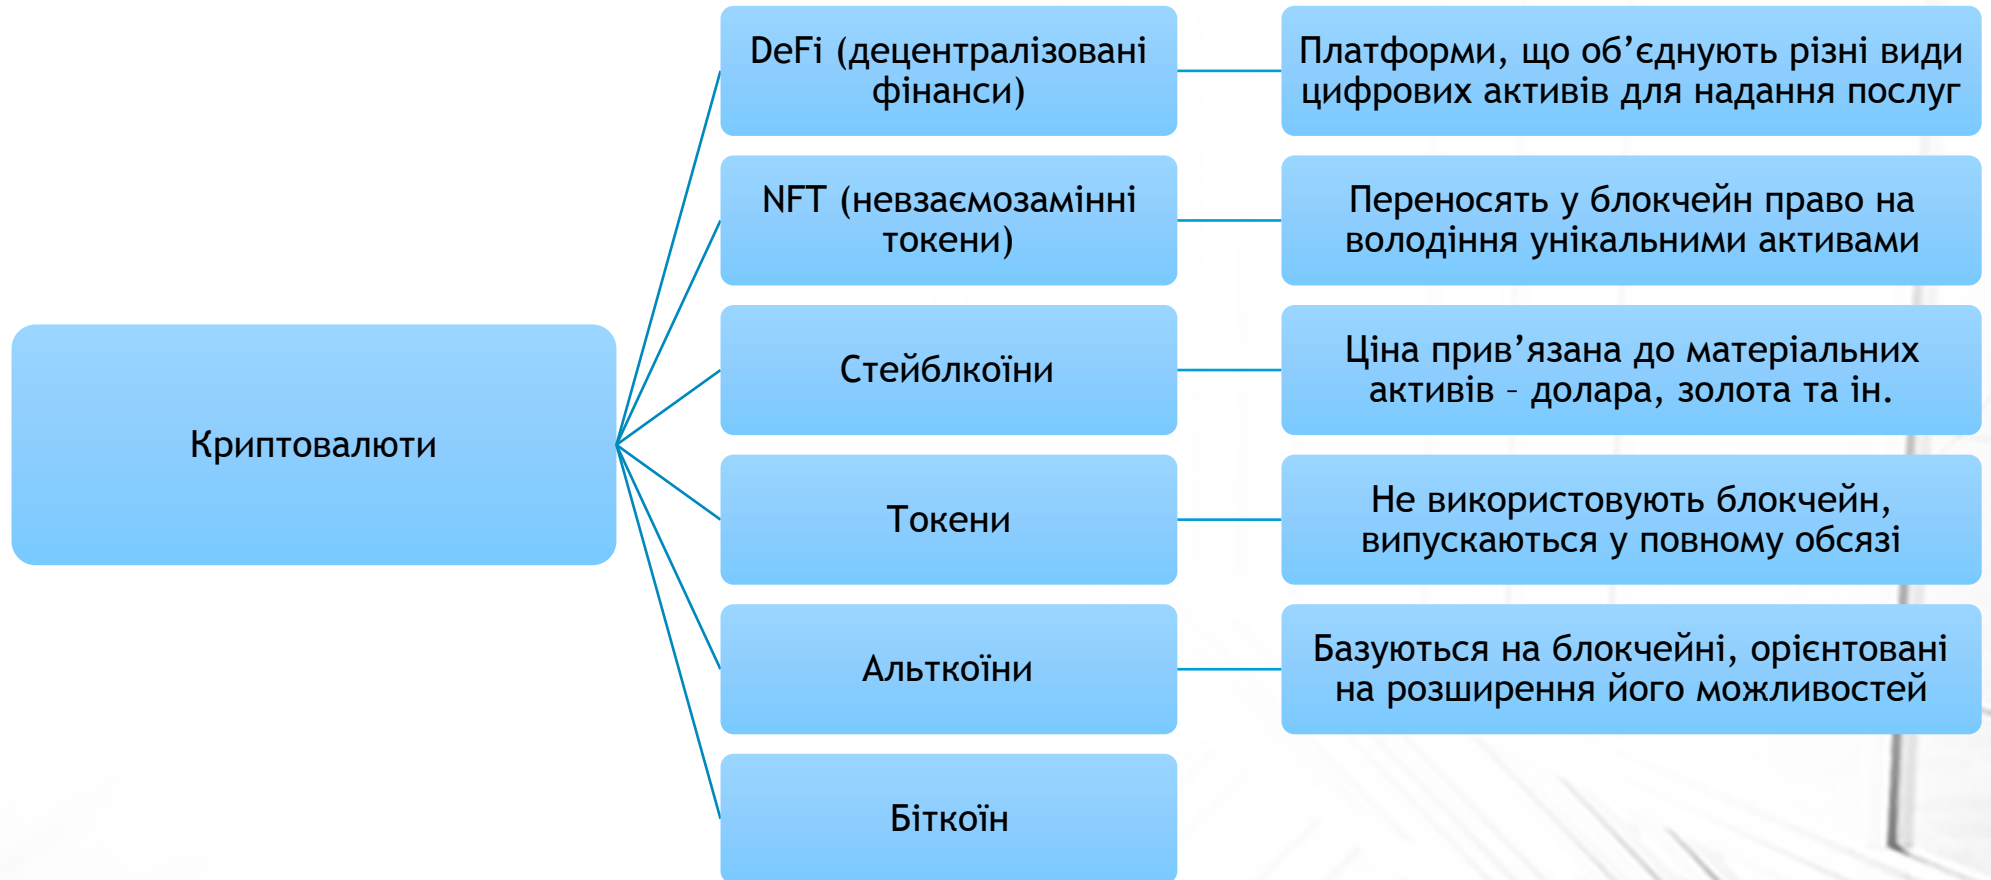 Криптовалюти
DeFi (децентралізовані
фінанси)
Платформи, що об’єднують різні види
цифрових активів для надання послуг
NFT (невзаємозамінні
токени)
Переносять у блокчейн право на
володіння унікальними активами
Стейблкоїни
Ціна прив’язана до матеріальних
активів – долара, золота та ін.
Токени
Не використовують блокчейн,
випускаються у повному обсязі
Альткоїни
Базуються на блокчейні, орієнтовані
на розширення його можливостей
Біткоїн